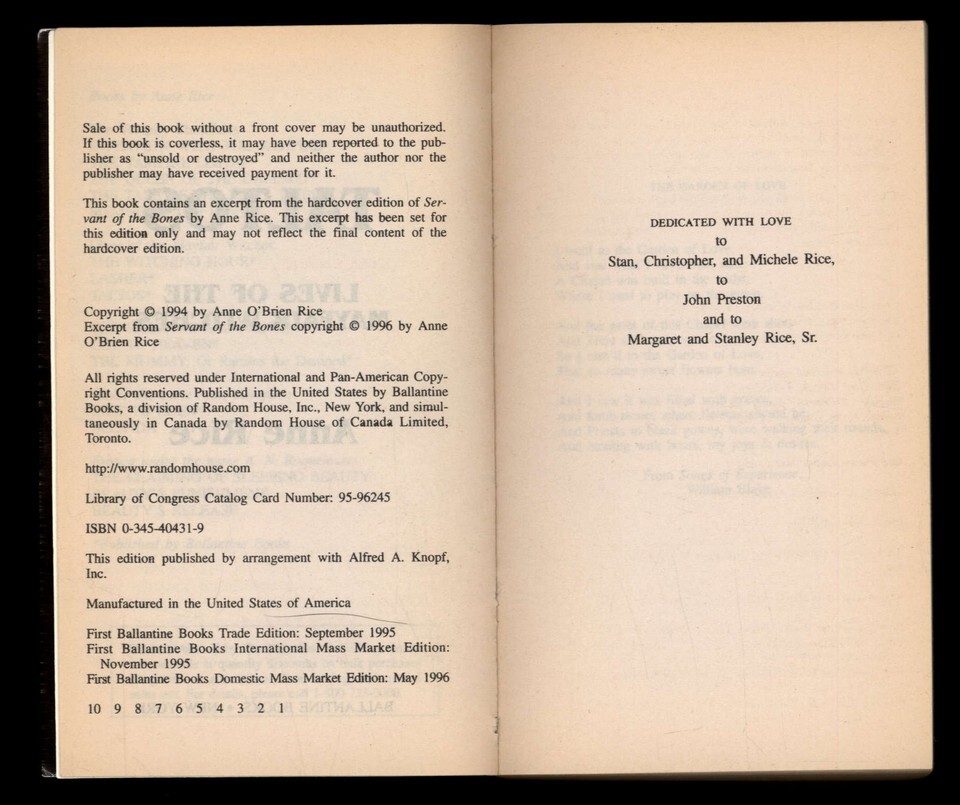 Sale of this book without a front cover may be unauthorized.
If this book is coverless, it may have been reported to the pub-
lisher as “unsold or destroyed” and neither the author nor the
publisher may have received payment for it.
This book contains an excerpt from the hardcover edition of Ser-
vant of the Bones by Anne Rice. This excerpt has been set for
this edition only and may not reflect the final content of the
hardcover edition.
Copyright © 1994 by Anne O’Brien Rice
Excerpt from Servant of the Bones copyright © 1996 by Anne
O’Brien Rice
All rights reserved under International and Pan-American Copy-
right Conventions. Published in the United States by Ballantine
Books, a division of Random House, Inc., New York, and simul-
taneously in Canada by Random House of Canada Limited,
Toronto.
http://www.randomhouse.com
Library of Congress Catalog Card Number: 95-96245
ISBN 0-345-40431-9
This edition published by arrangement with Alfred A. Knopf,
Inc.
Manufactured in the United States of America
First Ballantine Books Trade Edition: September 1995
First Ballantine Books International Mass Market Edition:
November 1995
First Ballantine Books Domestic Mass Market Edition: May 1996
10 9 8 7 6 5 4 3 2 1
DEDICATED WITH LOVE
to
Stan, Christopher, and Michele Rice,
to
John Preston
and to
Margaret and Stanley Rice, Sr.